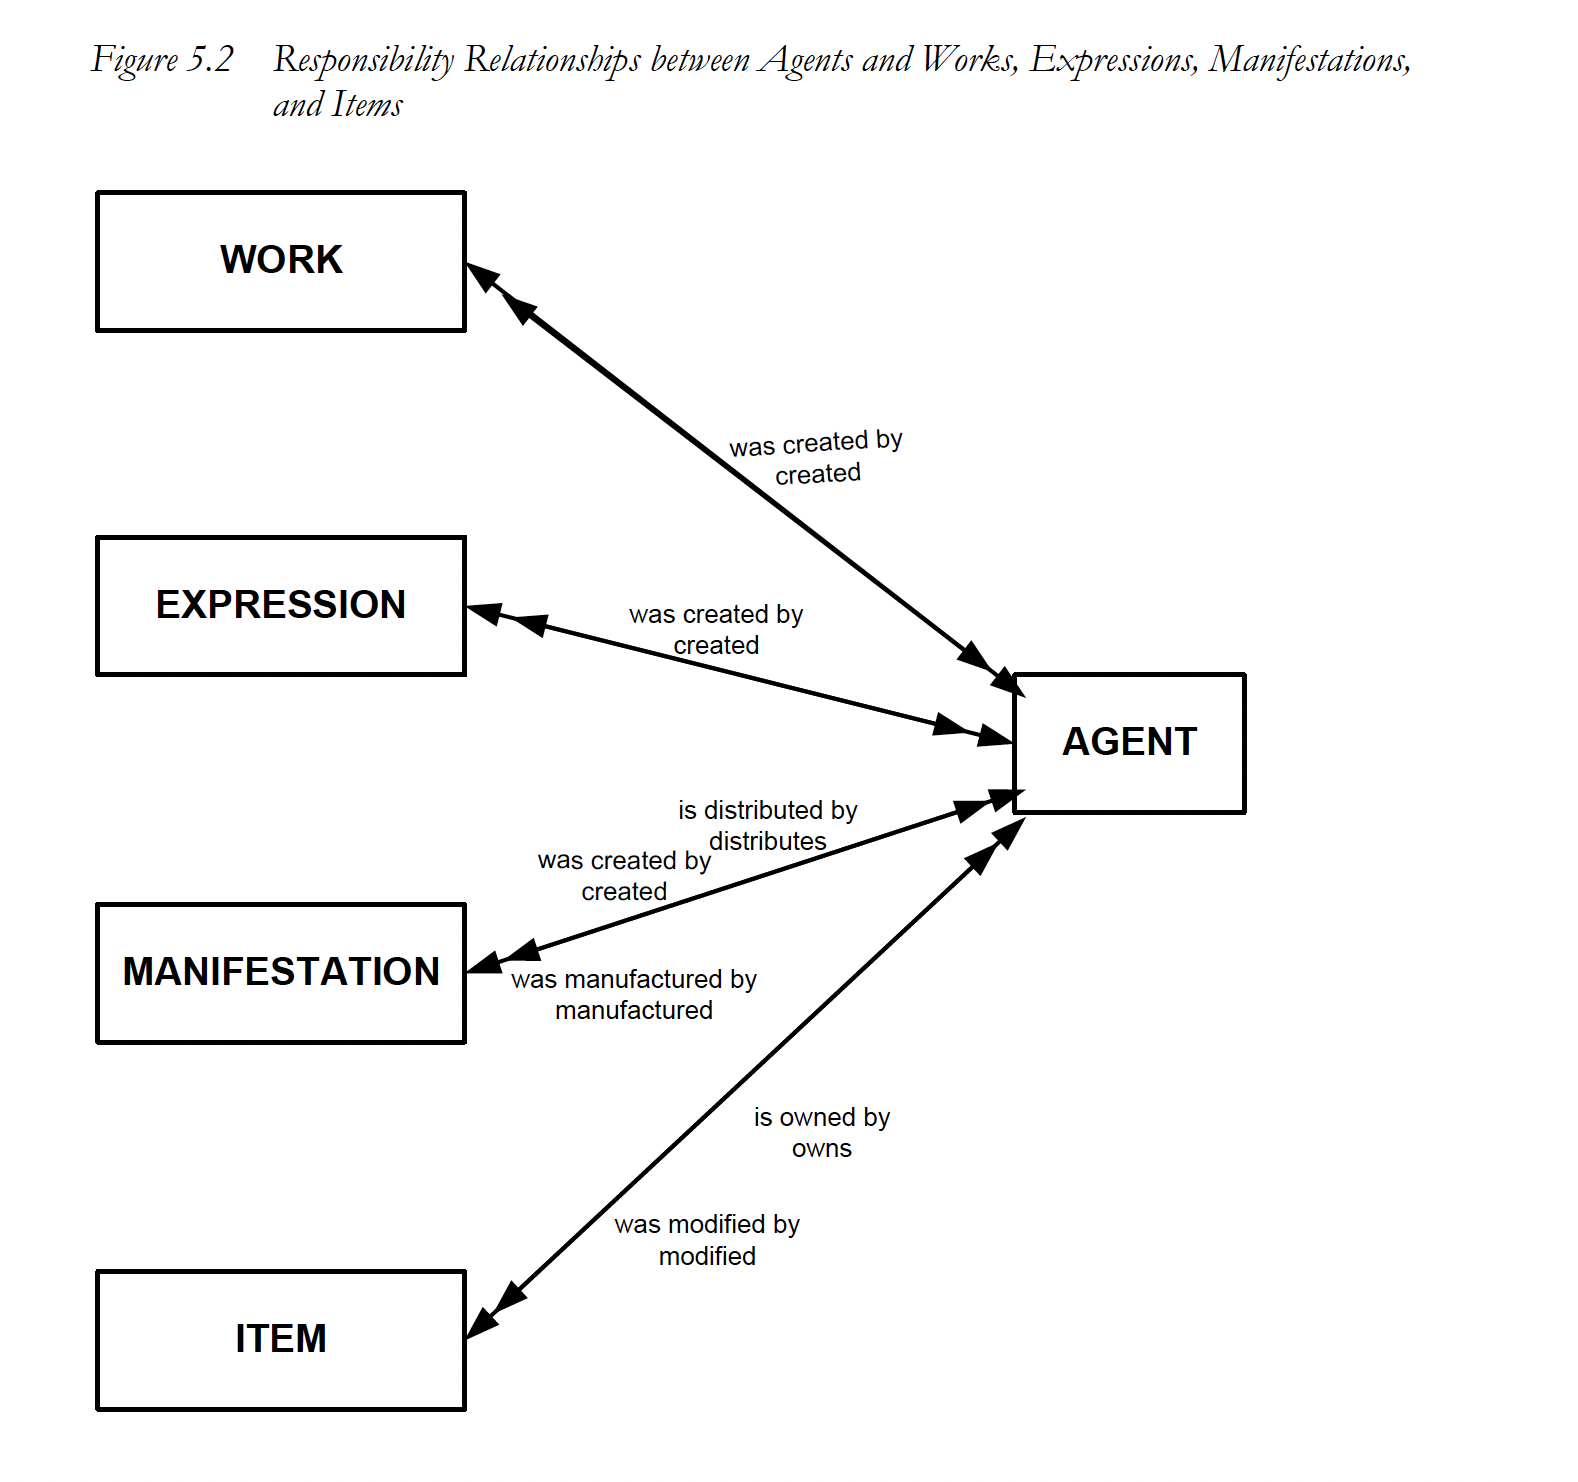 Figure 5.2 Responsibility Relationships between Agents and Works, Expressions, Manifestations,
and Items
WORK
was created by
created
EXPRESSION
was created by
created
AGENT
is distributed by
distributes
was created by
created
MANIFESTATION
was manufactured by
manufactured
is owned by
owns
was modified by
modified
ITEM